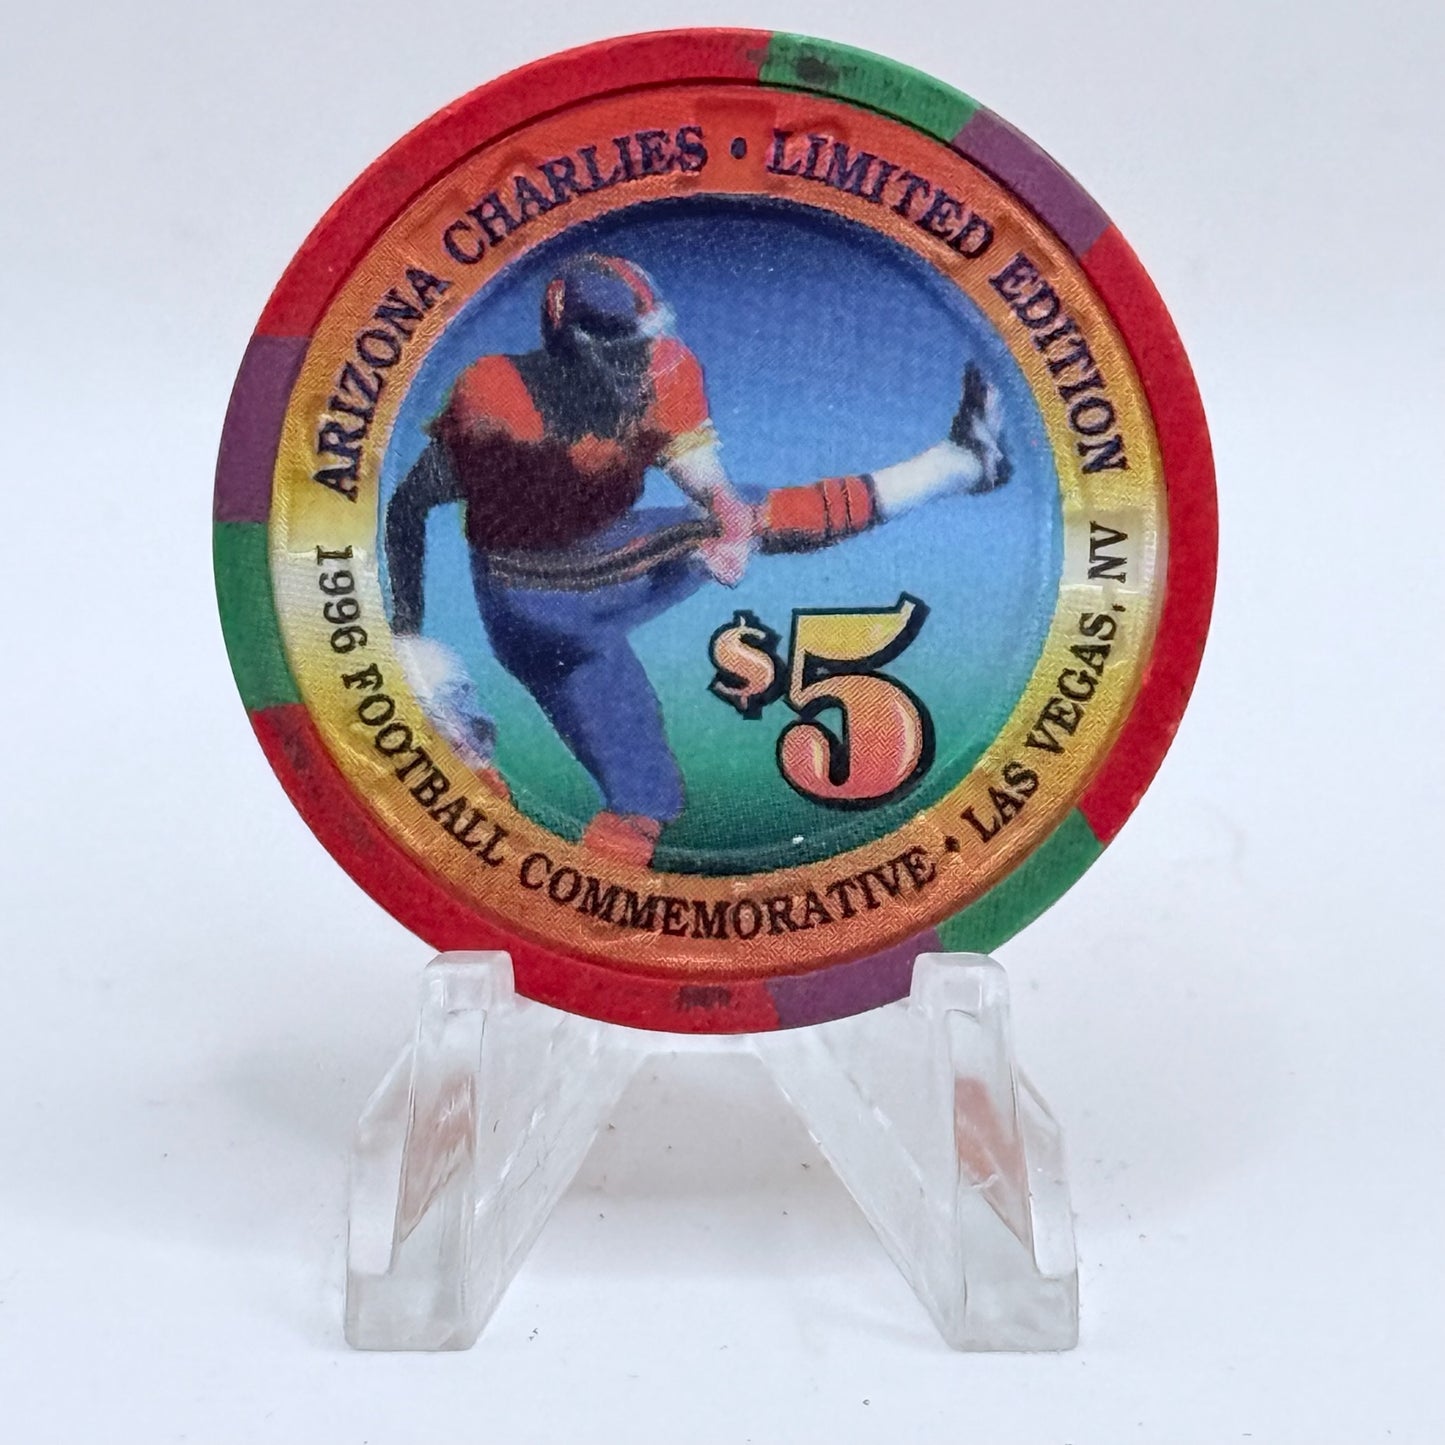 ARIZONA CHARLIES • LIMITED EDITION
1996 FOOTBALL COMMEMORATIVE • LAS VEGAS, NV
$5